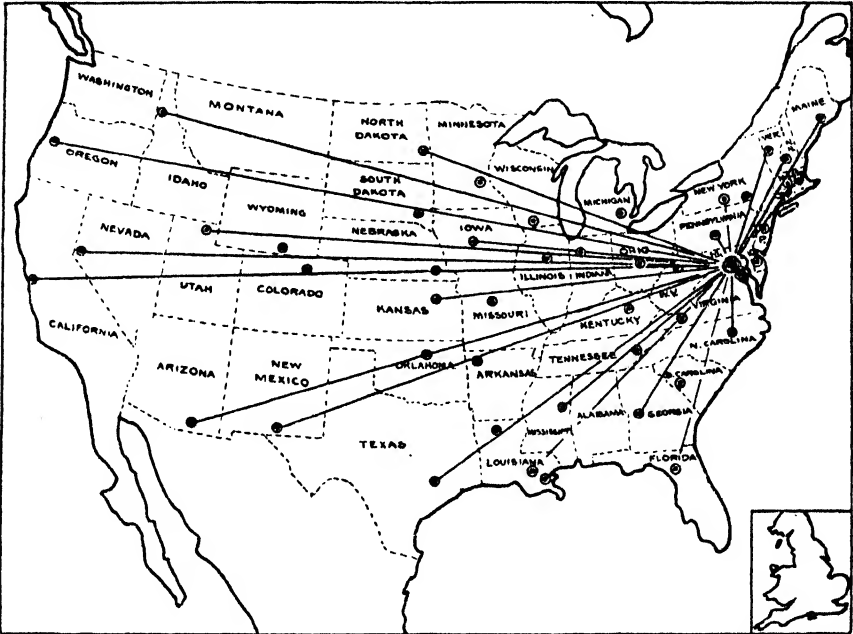 WASHINGTON
MONTANA
NORTH
DAKOTA
MINNESOTA
MAINE
OREGON
IDAHO
SOUTH
DAKOTA
WISCONSIN
MICHIGAN
NEW YORK
WYOMING
NEVADA
NEBRASKA
IOWA
PENNSYLVANIA
OHIO
UTAH
COLORADO
ILLINOIS
INDIANA
KANSAS
MISSOURI
VIRGINIA
CALIFORNIA
KENTUCKY
N. CAROLINA
ARIZONA
NEW
MEXICO
OKLAHOMA
ARKANSAS
TENNESSEE
S. CAROLINA
TEXAS
MISSISSIPPI
ALABAMA
GEORGIA
LOUISIANA
FLORIDA